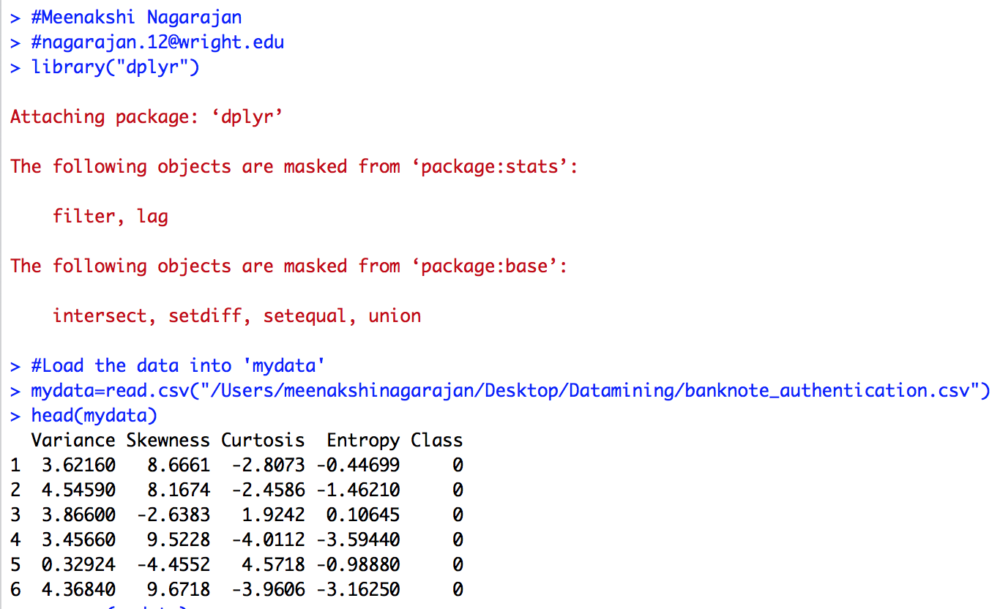 > #Meenakshi Nagarajan
> #nagarajan.12@wright.edu
> library("dplyr")
Attaching package: ‘dplyr’
The following objects are masked from ‘package:stats’:
filter, lag
The following objects are masked from ‘package:base’:
intersect, setdiff, setequal, union
> #Load the data into 'mydata'
> mydata=read.csv("/Users/meenakshinagarajan/Desktop/Datamining/banknote_authentication.csv")
> head(mydata)
Variance Skewness Curtosis Entropy Class
1 3.62160 8.6661 -2.8073 -0.44699 0
2 4.54590 8.1674 -2.4586 -1.46210 0
3 3.86600 -2.6383 1.9242 0.10645 0
4 3.45660 9.5228 -4.0112 -3.59440 0
5 0.32924 -4.4552 4.5718 -0.98880 0
6 4.36840 9.6718 -3.9606 -3.16250 0